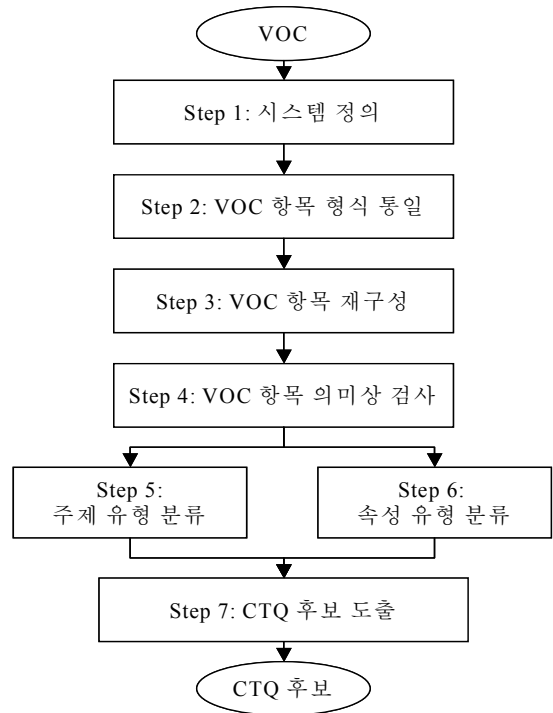 VOC
Step 1: 시스템 정의
Step 2: VOC 항목 형식 통일
Step 3: VOC 항목 재구성
Step 4: VOC 항목 의미상 검사
Step 5:
주제 유형 분류
Step 6:
속성 유형 분류
Step 7: CTQ 후보 도출
CTQ 후보